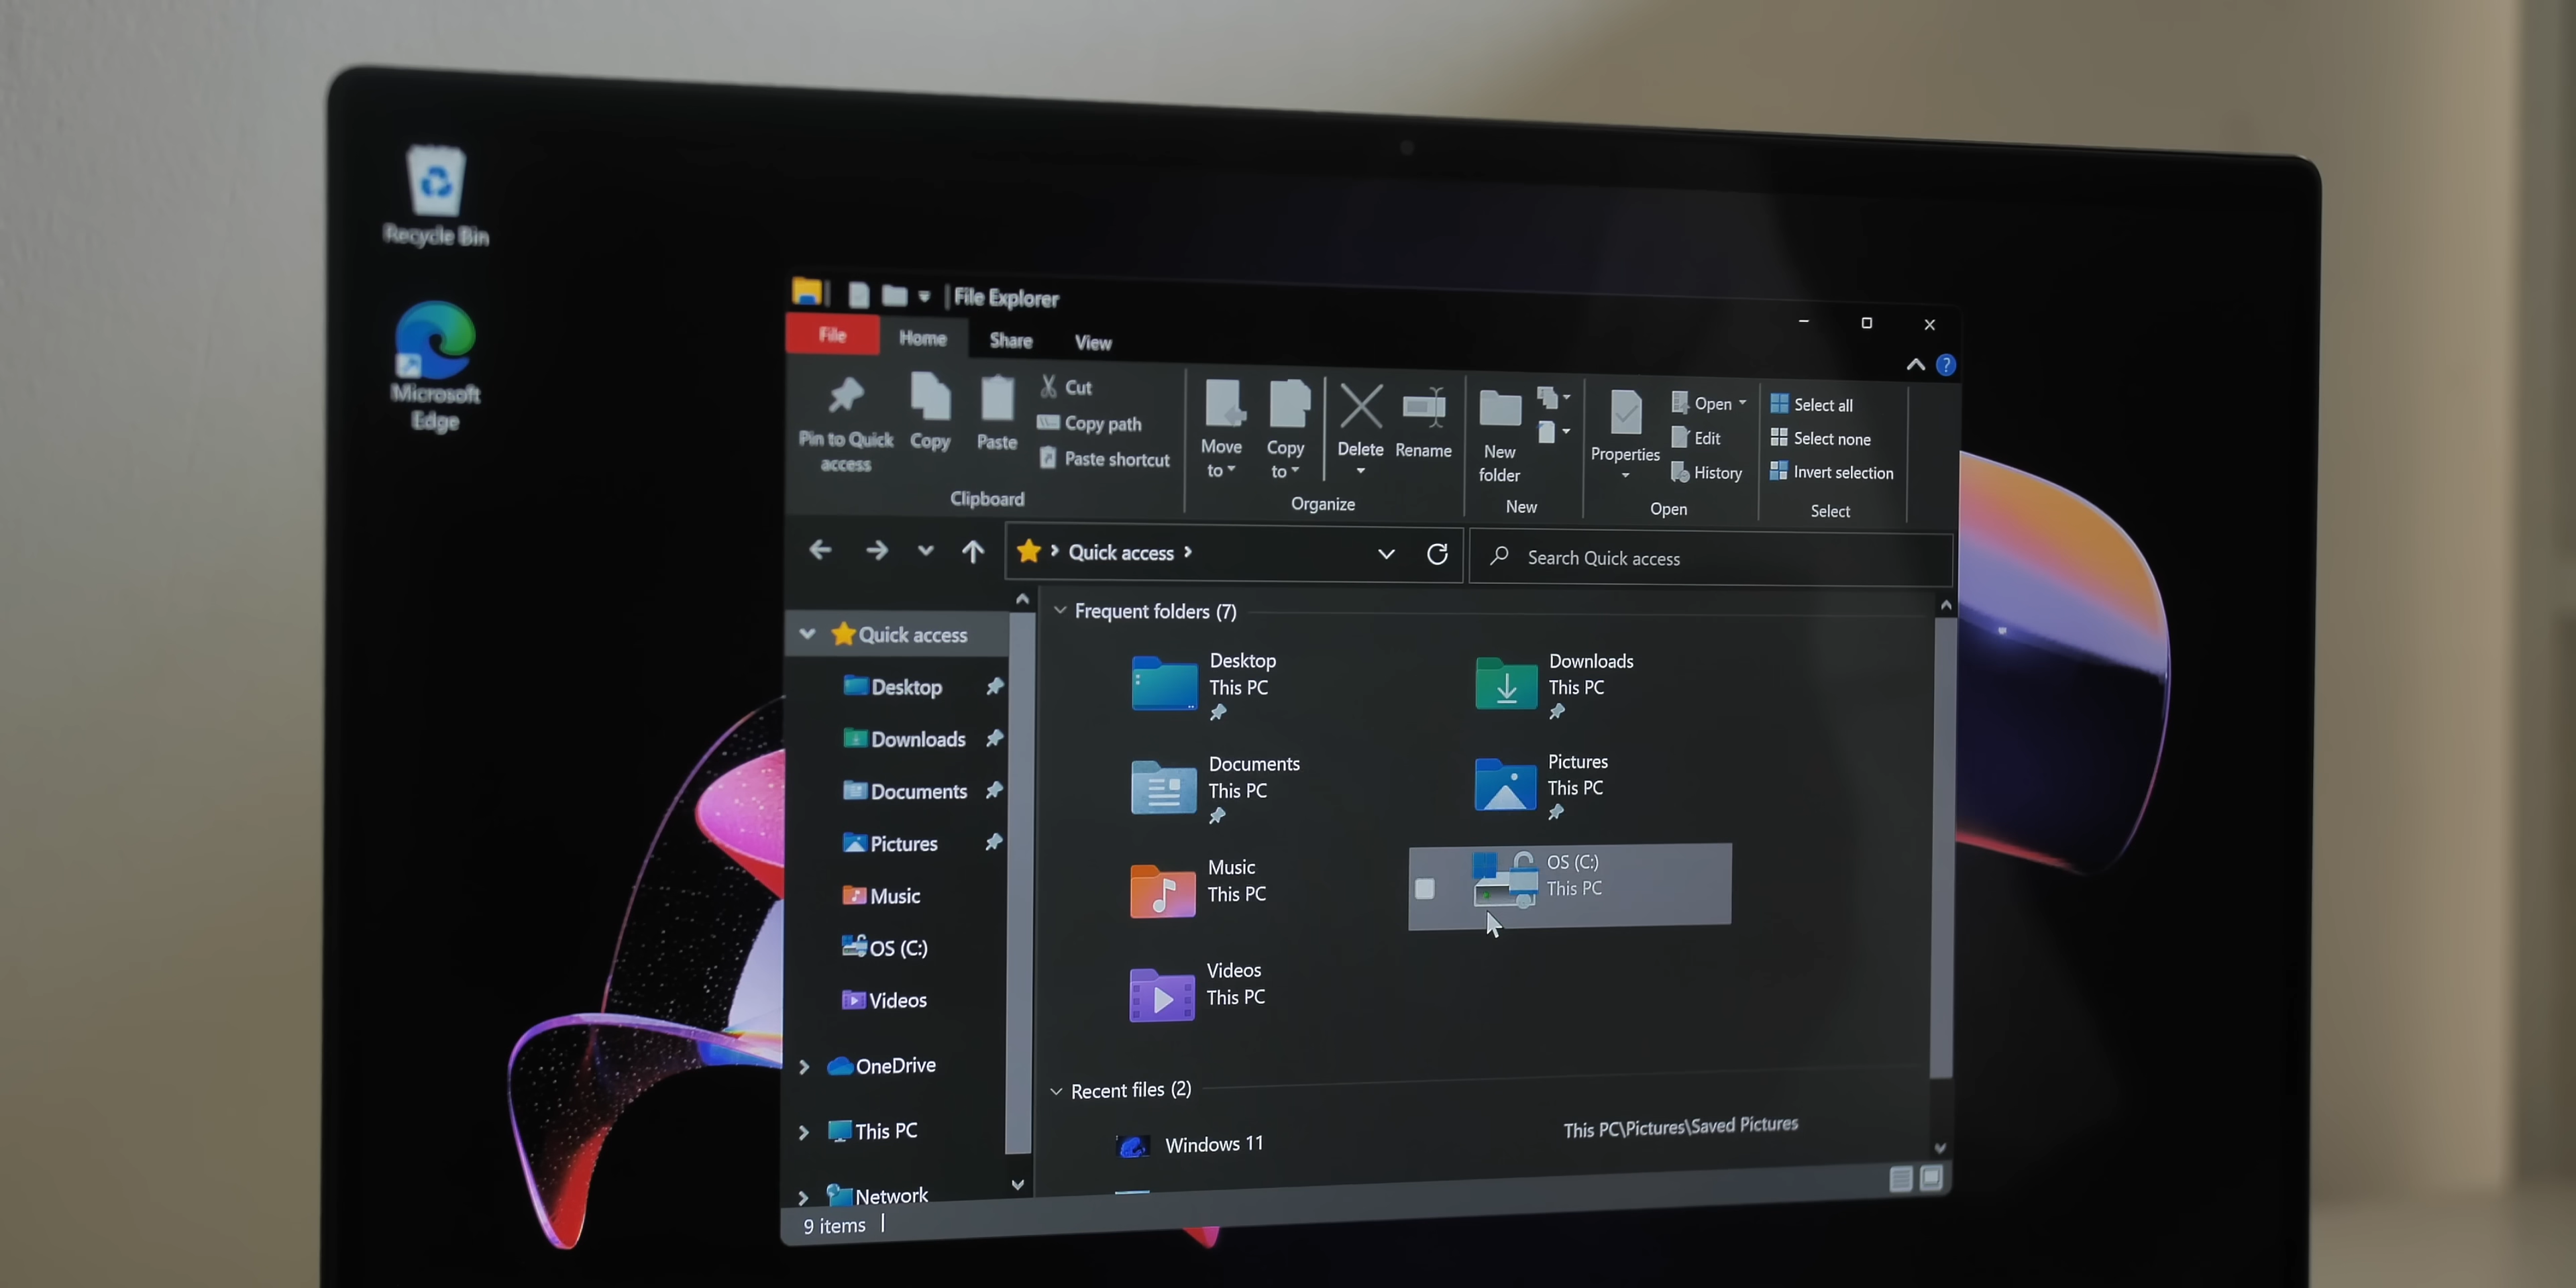 Recycle Bin
Microsoft
Edge
File Explorer
File Home Share View
Pin to Quick
access
Copy
Paste
Cut
Copy path
Paste shortcut
Clipboard
Move
to
Copy
to
Delete
Rename
Organize
New
folder
New
Properties
Open
Edit
History
Open
Select all
Select none
Invert selection
Select
Quick access
Search Quick access
Quick access
Desktop
Downloads
Documents
Pictures
Music
OS (C:)
Videos
OneDrive
This PC
Network
Frequent folders (7)
Desktop
This PC
Downloads
This PC
Documents
This PC
Pictures
This PC
Music
This PC
OS (C:)
This PC
Videos
This PC
Recent files (2)
Windows 11
This PC\Pictures\Saved Pictures
9 items